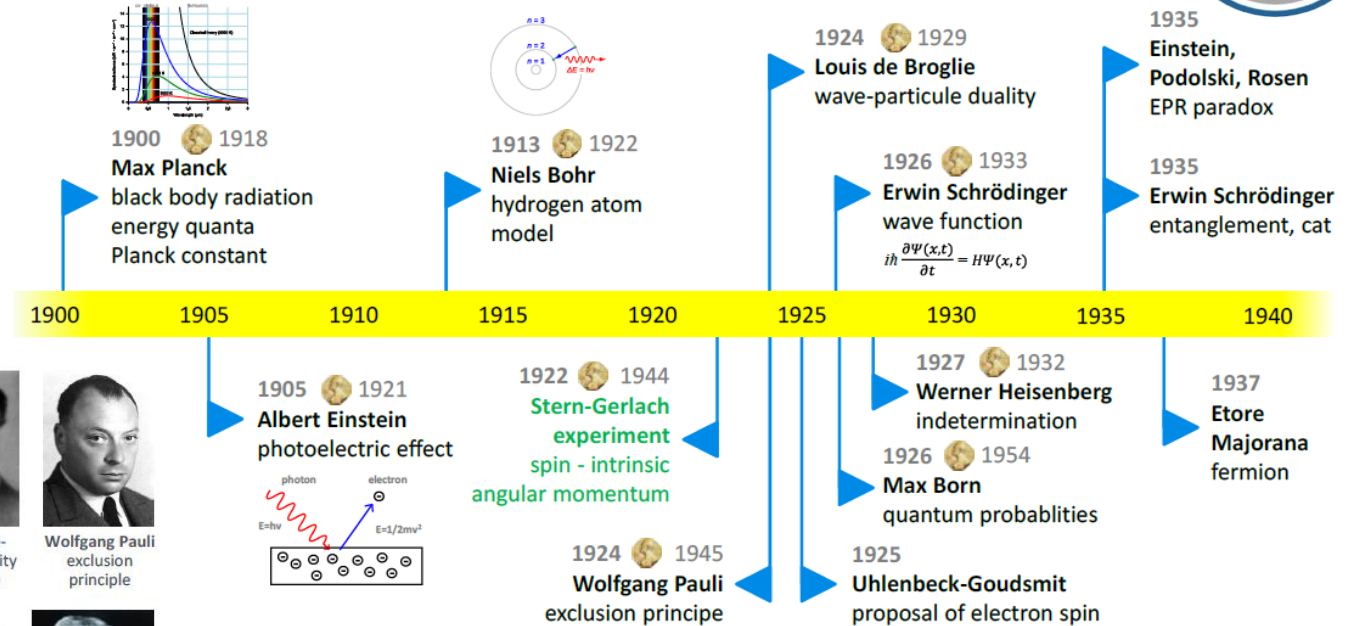 1900 1918
Max Planck
black body radiation
energy quanta
Planck constant
n = 3
n = 2
n = 1
ΔE = hν
1913 1922
Niels Bohr
hydrogen atom
model
1924 1929
Louis de Broglie
wave-particule duality
1926 1933
Erwin Schrödinger
wave function
iħ ∂Ψ(x,t)/∂t = HΨ(x, t)
1935
Einstein,
Podolski, Rosen
EPR paradox
1935
Erwin Schrödinger
entanglement, cat
1900 1905 1910 1915 1920 1925 1930 1935 1940
1905 1921
Albert Einstein
photoelectric effect
photon electron
E=hν E=1/2mv²
1922 1944
Stern-Gerlach
experiment
spin - intrinsic
angular momentum
1924 1945
Wolfgang Pauli
exclusion principe
1927 1932
Werner Heisenberg
indetermination
1926 1954
Max Born
quantum probablities
1925
Uhlenbeck-Goudsmit
proposal of electron spin
1937
Etore
Majorana
fermion
Wolfgang Pauli
exclusion
principle